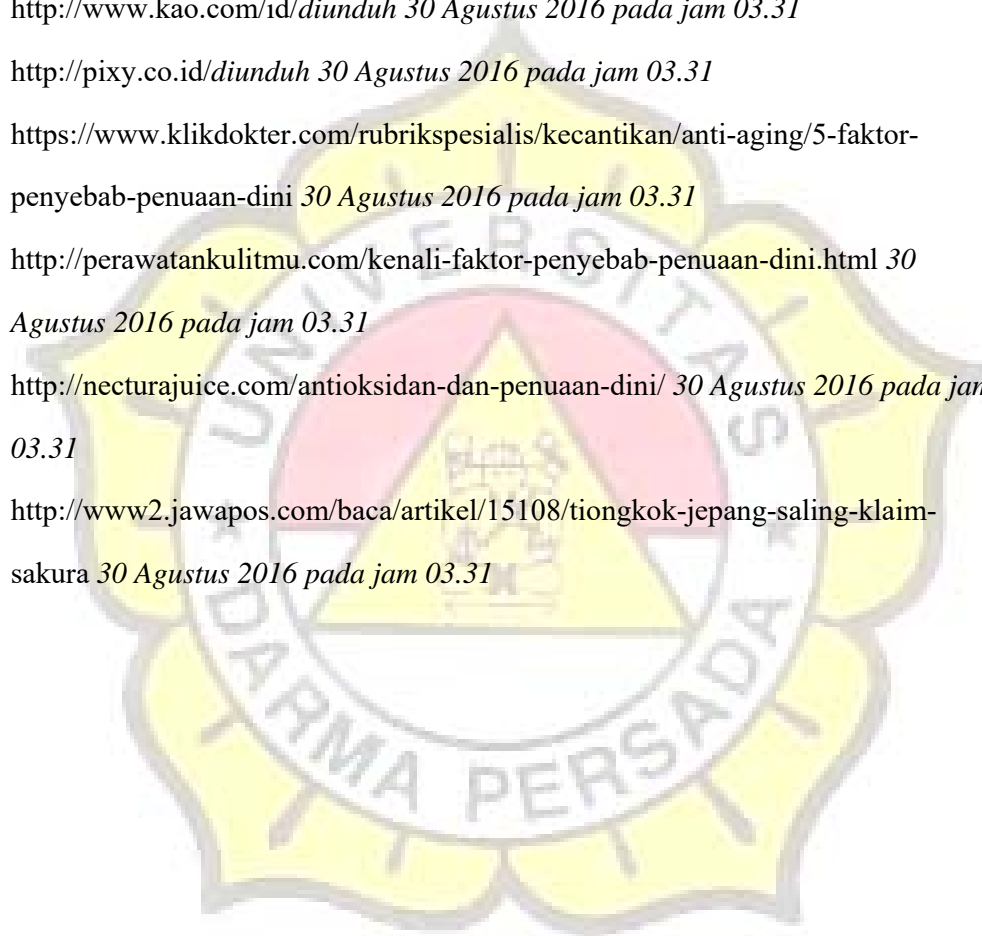 http://www.kao.com/id/diunduh 30 Agustus 2016 pada jam 03.31
http://pixy.co.id/diunduh 30 Agustus 2016 pada jam 03.31
https://www.klikdokter.com/rubrikspesialis/kecantikan/anti-aging/5-faktor-
penyebab-penuaan-dini 30 Agustus 2016 pada jam 03.31
http://perawatankulitmu.com/kenali-faktor-penyebab-penuaan-dini.html 30
Agustus 2016 pada jam 03.31
http://necturajuice.com/antioksidan-dan-penuaan-dini/ 30 Agustus 2016 pada jam
03.31
http://www2.jawapos.com/baca/artikel/15108/tiongkok-jepang-saling-klaim-
sakura 30 Agustus 2016 pada jam 03.31
UNIVERSITAS
DARMA PERSADA